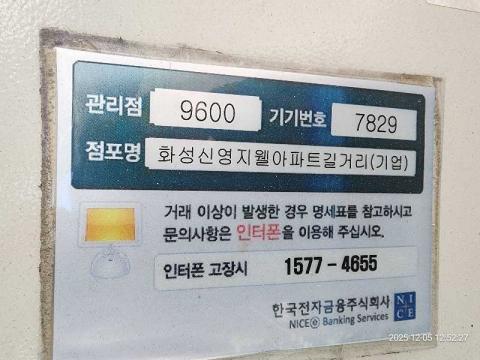 관리점 9600 기기번호 7829
점포명 화성신영지웰아파트길거리(기업)
거래 이상이 발생한 경우 명세표를 참고하시고
문의사항은 인터폰을 이용해 주십시오.
인터폰 고장시 1577-4655
한국전자금융주식회사
NICE Banking Services
NICE
2025-12-05 12:52:27